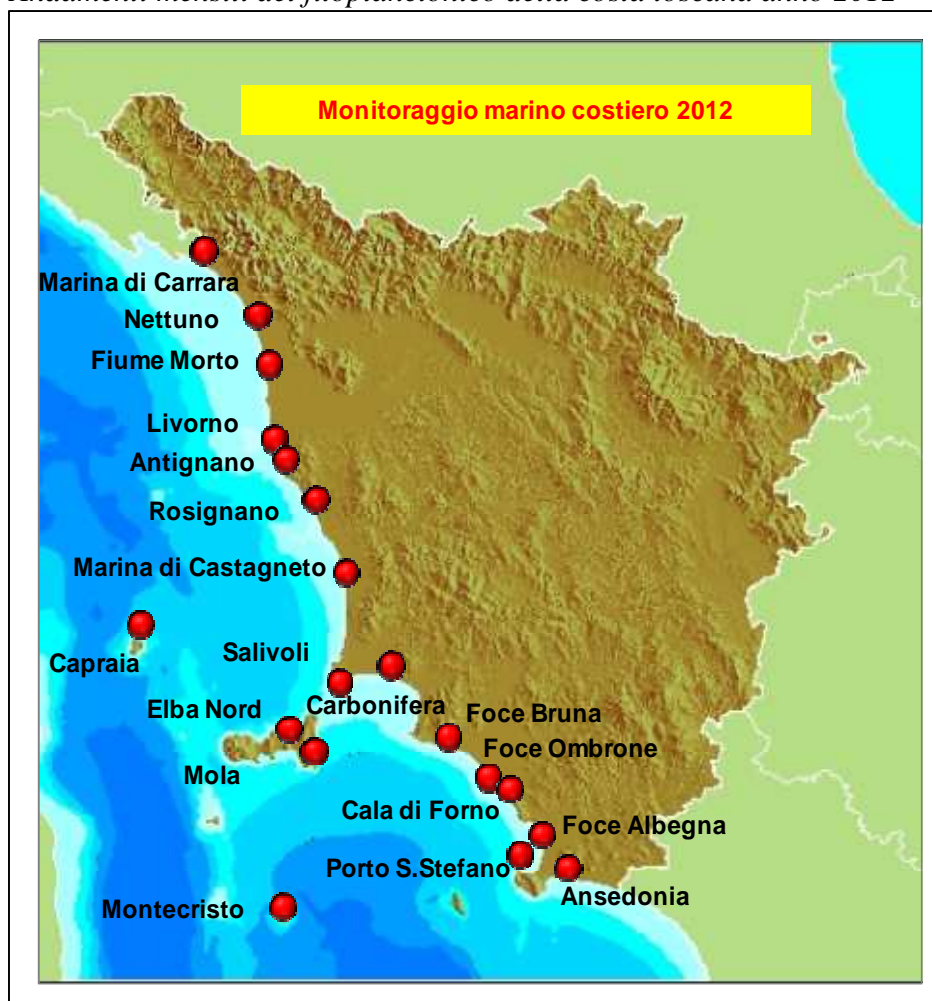 Andamenti mensili del fitoplanctonico della costa toscana anno 2012
Monitoraggio marino costiero 2012
Marina di Carrara
Nettuno
Fiume Morto
Livorno
Antignano
Rosignano
Marina di Castagneto
Capraia
Salivoli
Carbonifera
Elba Nord
Foce Bruna
Foce Ombrone
Mola
Cala di Forno
Foce Albegna
Porto S.Stefano
Ansedonia
Montecristo